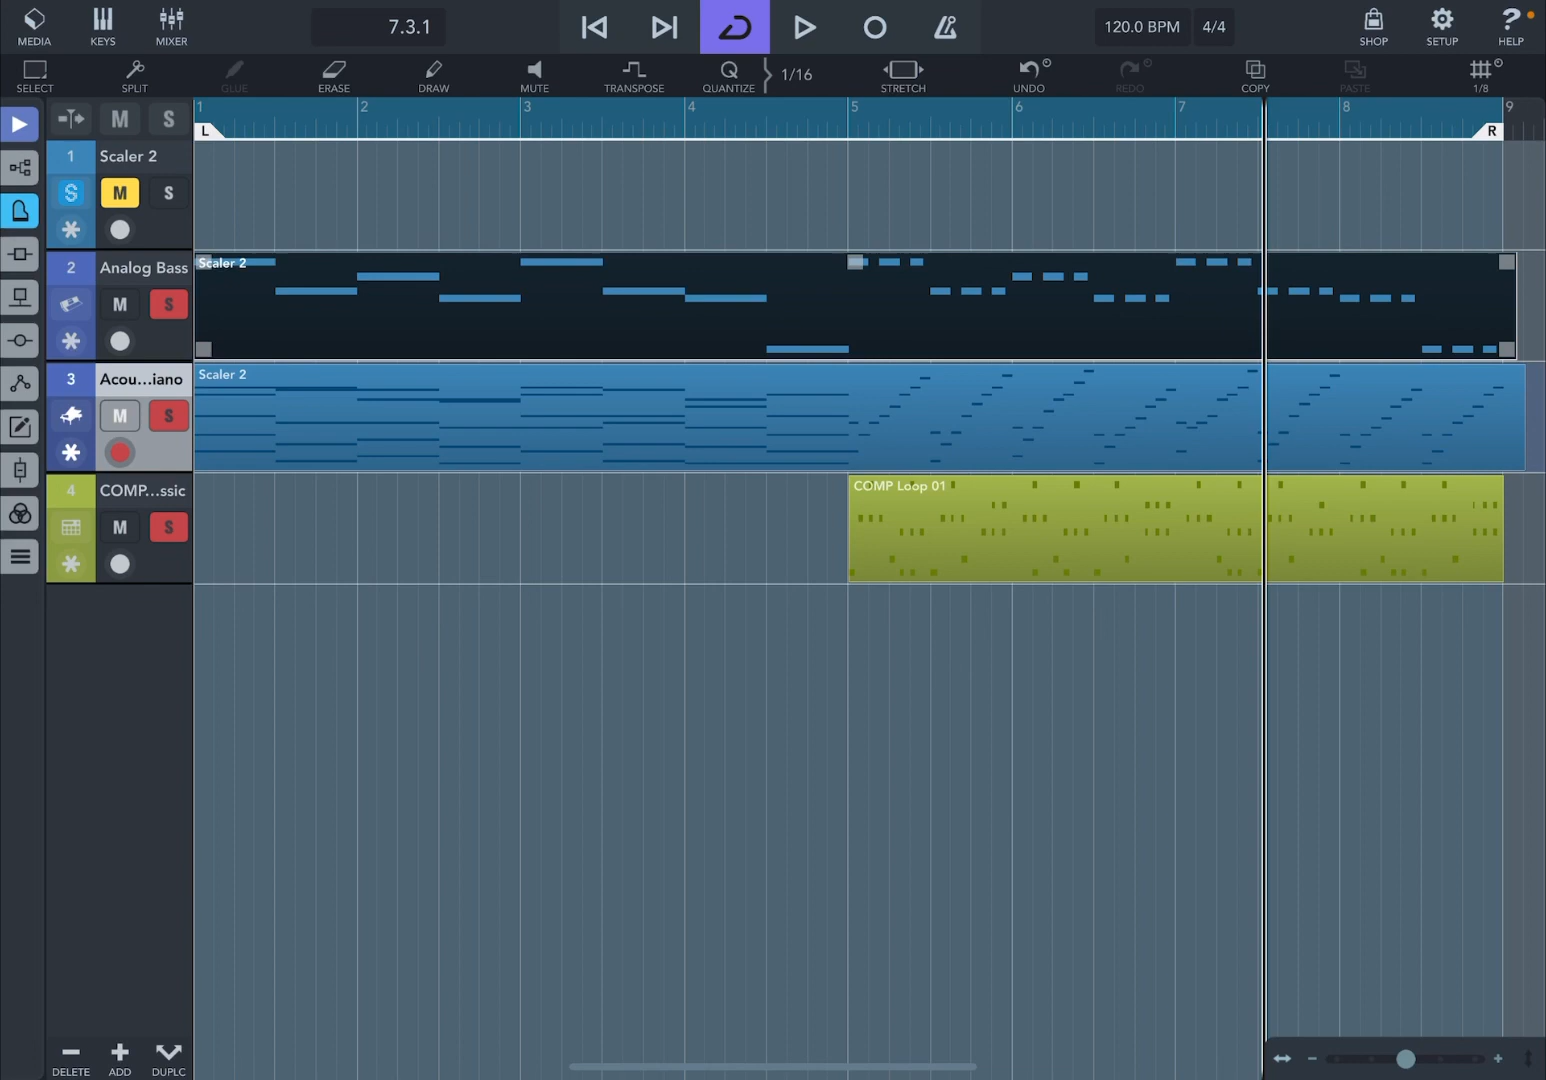 MEDIA KEYS MIXER 7.3.1 120.0 BPM 4/4 SHOP SETUP HELP
SELECT SPLIT GLUE ERASE DRAW MUTE TRANSPOSE Q QUANTIZE 1/16 STRETCH UNDO REDO COPY PASTE 1/8
M S 1 2 3 4 5 6 7 8 9
L R
1 Scaler 2
S M S
2 Analog Bass Scaler 2
M S
3 Acou...iano Scaler 2
M S
4 COMP...ssic COMP Loop 01
M S
DELETE ADD DUPLC